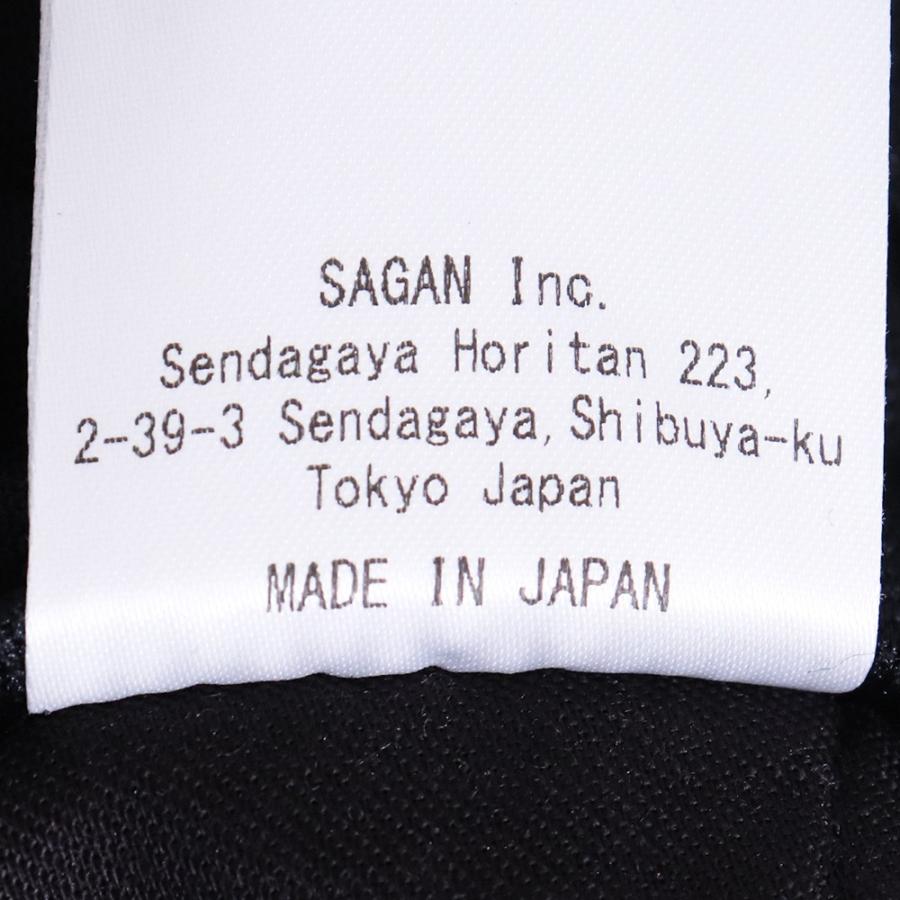 SAGAN Inc.
Sendagaya Horitan 223,
2-39-3 Sendagaya, Shibuya-ku
Tokyo Japan
MADE IN JAPAN